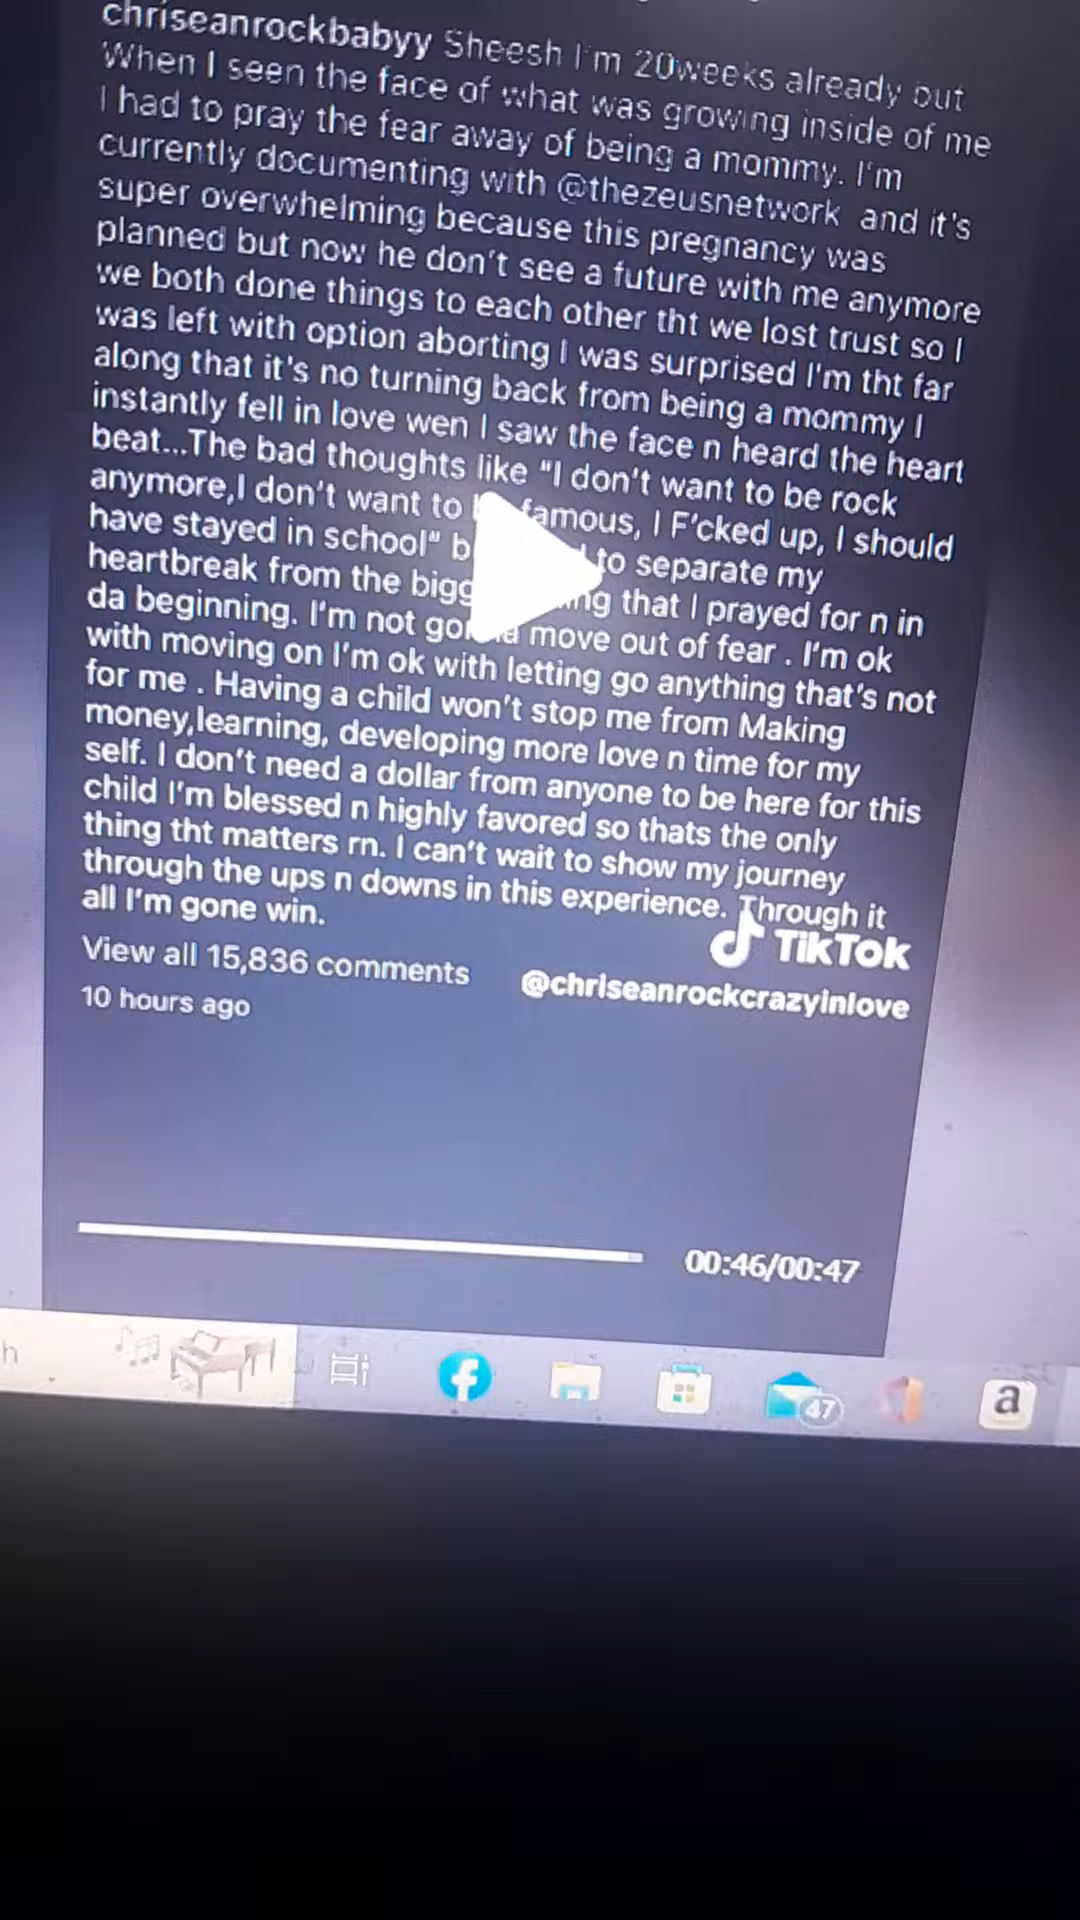 chriseanrockbabyy Sheesh I'm 20weeks already but
When I seen the face of what was growing inside of me
I had to pray the fear away of being a mommy. I'm
currently documenting with @thezeusnetwork and it's
super overwhelming because this pregnancy was
planned but now he don't see a future with me anymore
we both done things to each other tht we lost trust so I
was left with option aborting I was surprised I'm tht far
along that it's no turning back from being a mommy I
instantly fell in love wen I saw the face n heard the heart
beat...The bad thoughts like "I don't want to be rock
anymore,I don't want to famous, I F'cked up, I should
have stayed in school" to separate my
heartbreak from the that I prayed for n in
da beginning. I'm not gonna move out of fear . I'm ok
with moving on I'm ok with letting go anything that's not
for me . Having a child won't stop me from Making
money,learning, developing more love n time for my
self. I don't need a dollar from anyone to be here for this
child I'm blessed n highly favored so thats the only
thing tht matters rn. I can't wait to show my journey
through the ups n downs in this experience. Through it
all I'm gone win.
TikTok
View all 15,836 comments
@chriseanrockcrazyinlove
10 hours ago
00:46/00:47
h
47
a